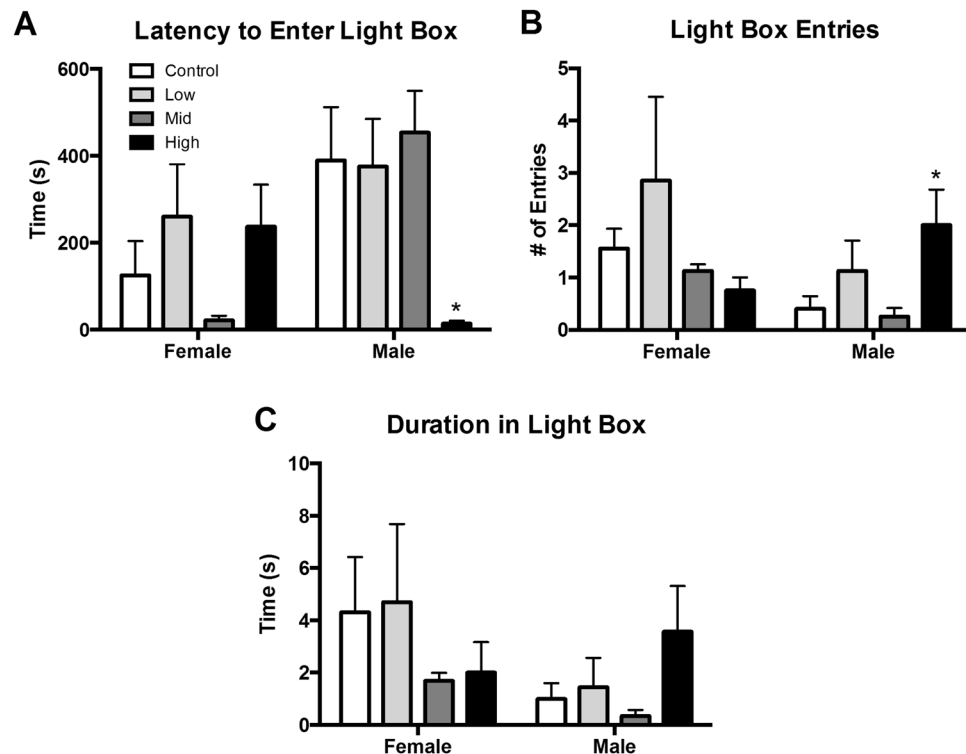 A
Latency to Enter Light Box
Control
Low
Mid
High
Time (s)
600
400
200
0
*
Female
Male
B
Light Box Entries
# of Entries
5
4
3
2
1
0
*
Female
Male
C
Duration in Light Box
Time (s)
10
8
6
4
2
0
Female
Male